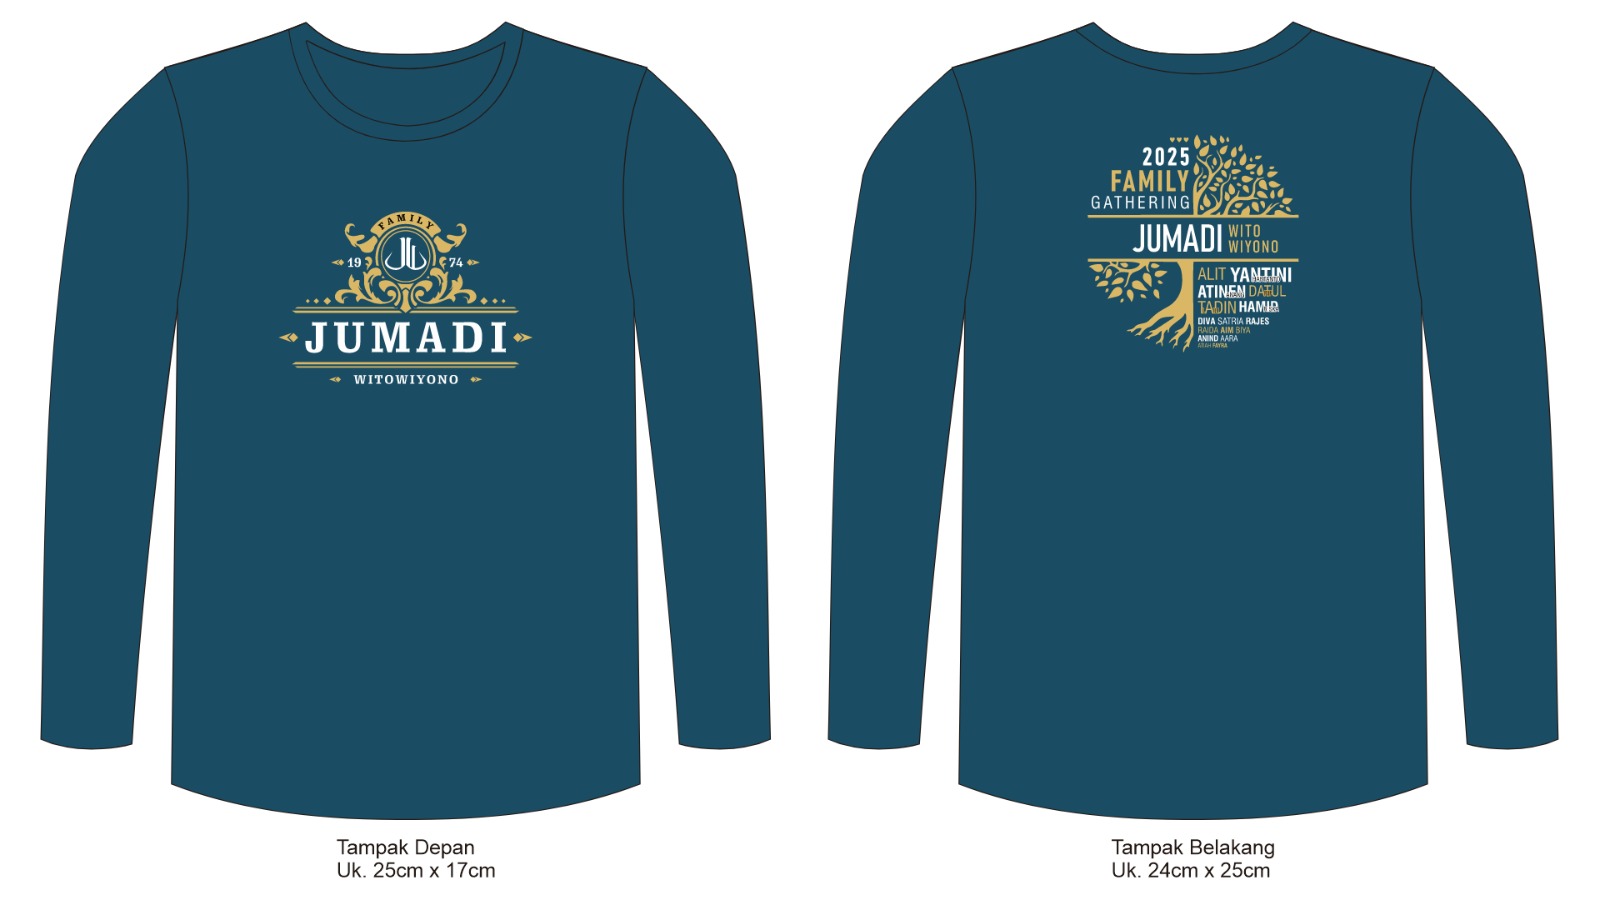 FAMILY
19 74
JUMADI
WITOWIYONO
Tampak Depan
Uk. 25cm x 17cm
2025
FAMILY
GATHERING
JUMADI WITO
WIYONO
ALIT YANTINI
ATINEN DATUL
TADIN HAMID
DIVA SATRIA RAJES
RAIDA AIM BIYA
ANIND AARA
Tampak Belakang
Uk. 24cm x 25cm